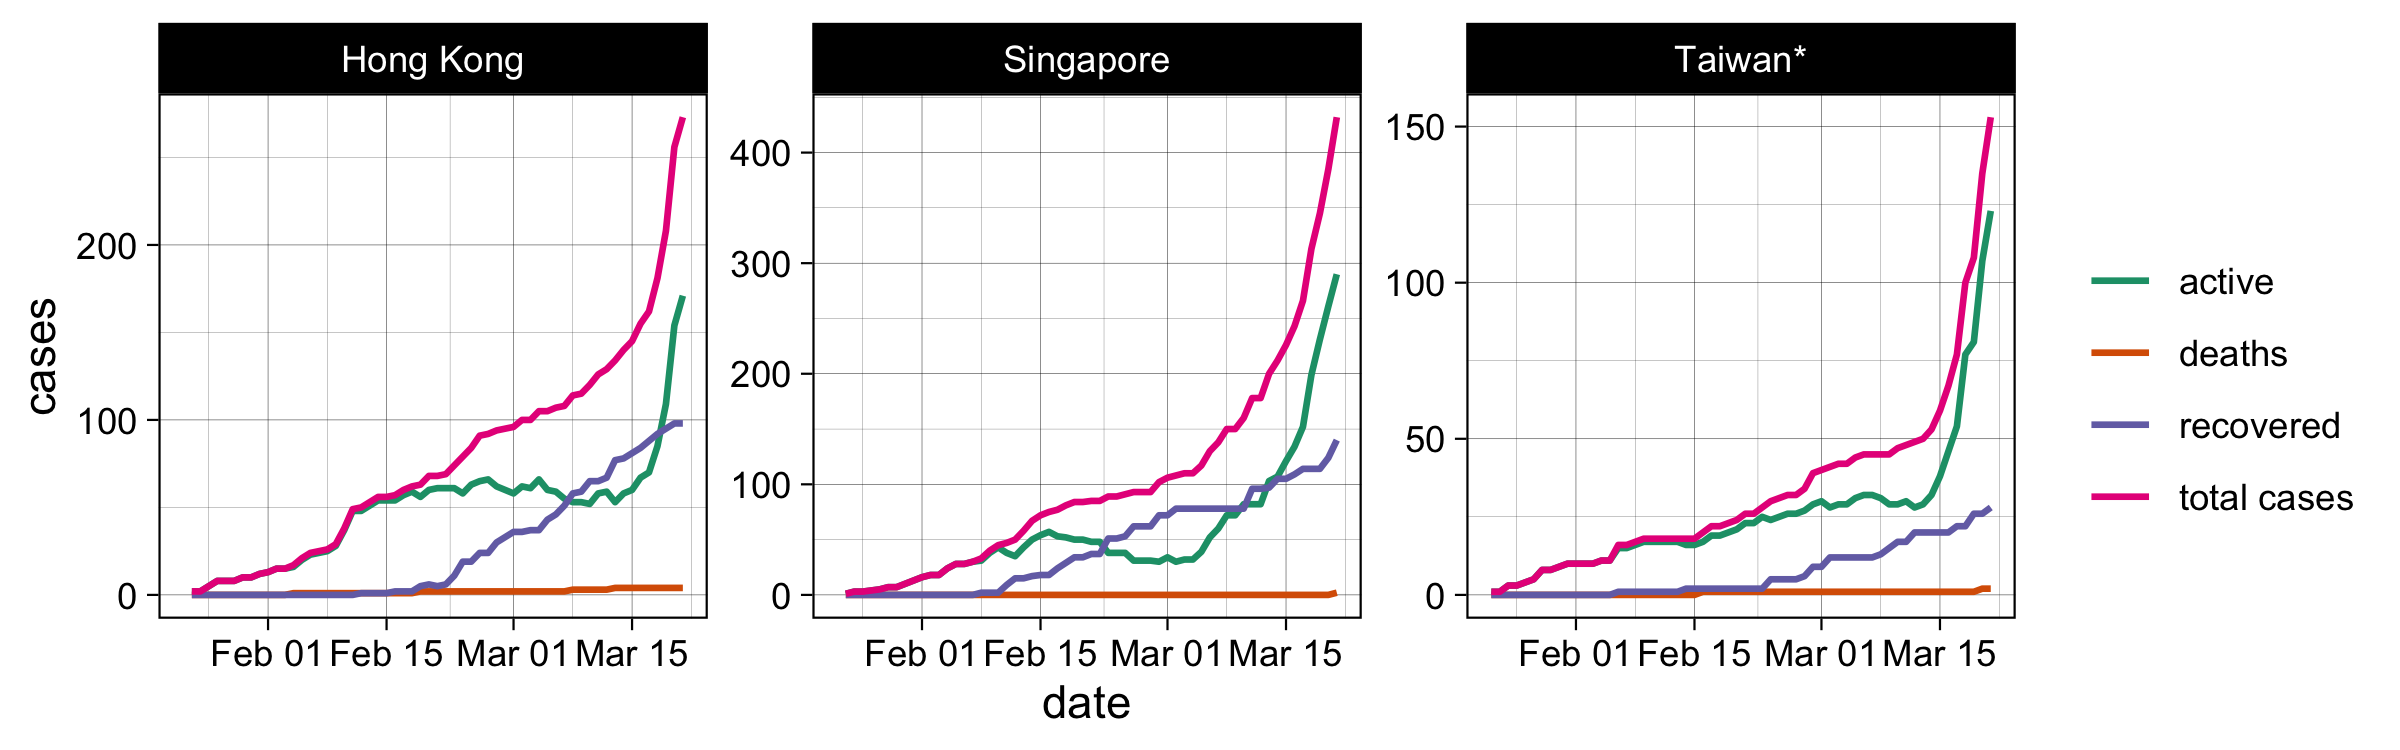 Hong Kong
Singapore
Taiwan*
cases
200
100
0
400
300
200
100
0
150
100
50
0
Feb 01 Feb 15 Mar 01 Mar 15
Feb 01 Feb 15 Mar 01 Mar 15
Feb 01 Feb 15 Mar 01 Mar 15
date
active
deaths
recovered
total cases